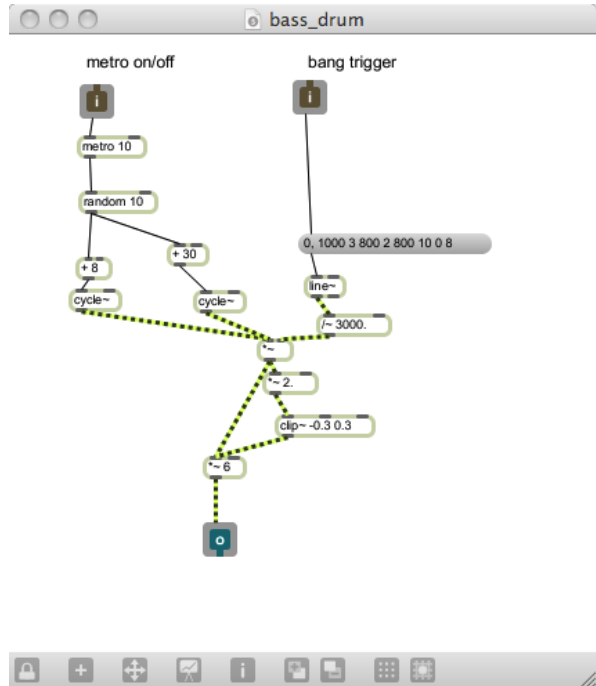 bass_drum
metro on/off
bang trigger
i
i
metro 10
random 10
0, 1000 3 800 2 800 10 0 8
+ 30
+ 8
line~
cycle~
cycle~
/~ 3000.
*~
*~ 2.
clip~ -0.3 0.3
*~ 6
o
i